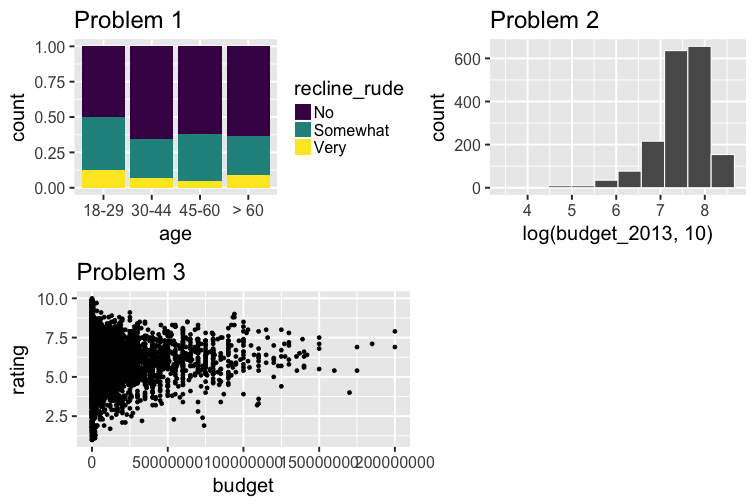 Problem 1
1.00
0.75
0.50
0.25
0.00
count
18-29 30-44 45-60 > 60
age
recline_rude
No
Somewhat
Very
Problem 2
600
400
200
0
count
4 5 6 7 8
log(budget_2013, 10)
Problem 3
10.0
7.5
5.0
2.5
rating
0 50000000 100000000 150000000 200000000
budget